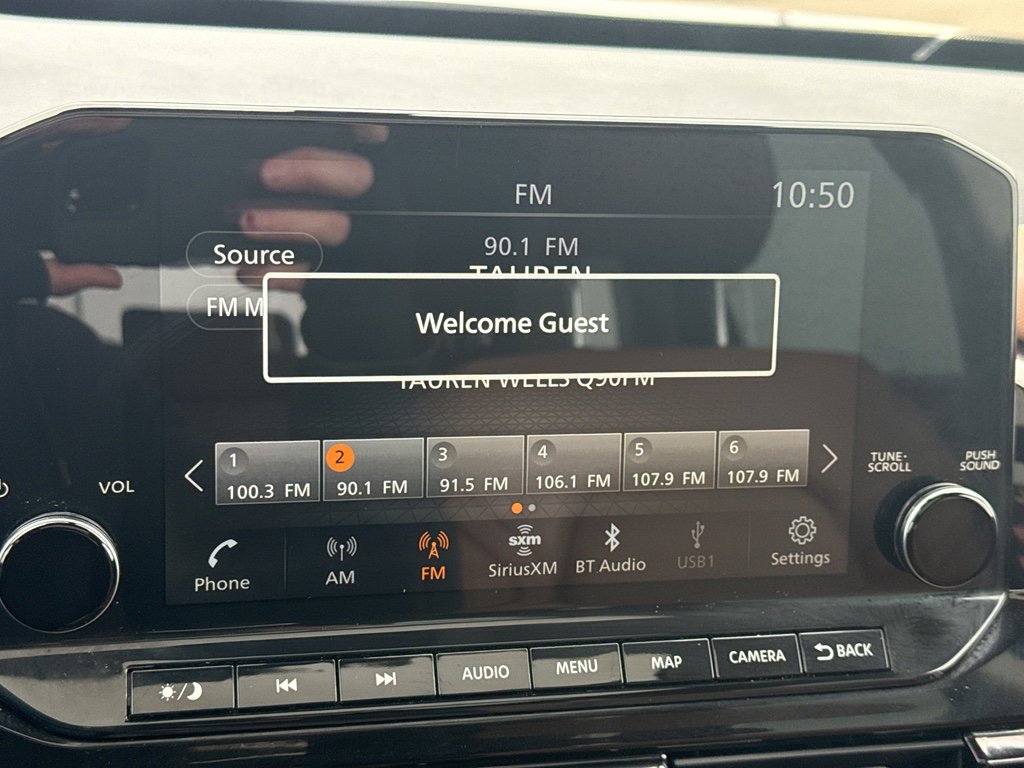 FM
10:50
Source
90.1 FM
TAUREN
FM M
Welcome Guest
TAUREN WELLS Q90FM
1
2
3
4
5
6
100.3 FM
90.1 FM
91.5 FM
106.1 FM
107.9 FM
107.9 FM
VOL
TUNE·
SCROLL
PUSH
SOUND
Phone
AM
FM
sxm
SiriusXM
BT Audio
USB1
Settings
AUDIO
MENU
MAP
CAMERA
BACK